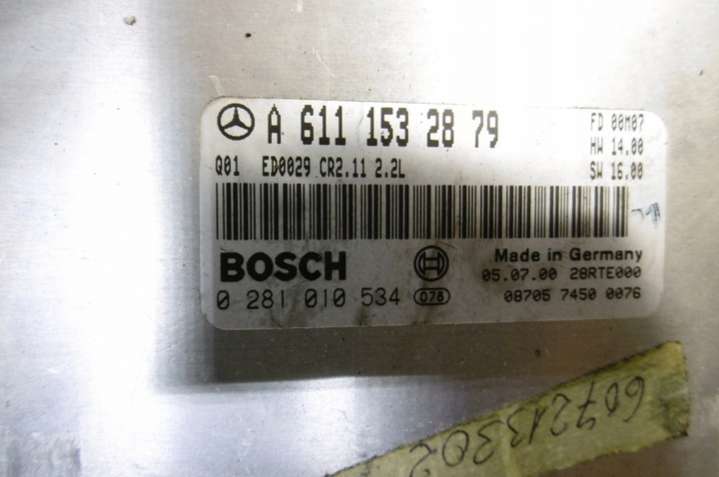 A 611 153 28 79
FD 00M07
HW 14.00
Q01 ED0029 CR2.11 2.2L
SW 16.00
BOSCH
Made in Germany
05.07.00 28RTE000
0 281 010 534 078
08705 7450 0076
607213302